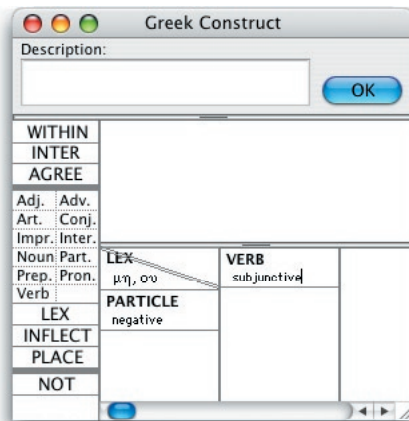 Greek Construct
Description:
OK
WITHIN
INTER
AGREE
Adj. Adv.
Art. Conj.
Impr. Inter.
Noun Part.
Prep. Pron.
Verb
LEX
INFLECT
PLACE
NOT
LEX
μη, ου
PARTICLE
negative
VERB
subjunctive